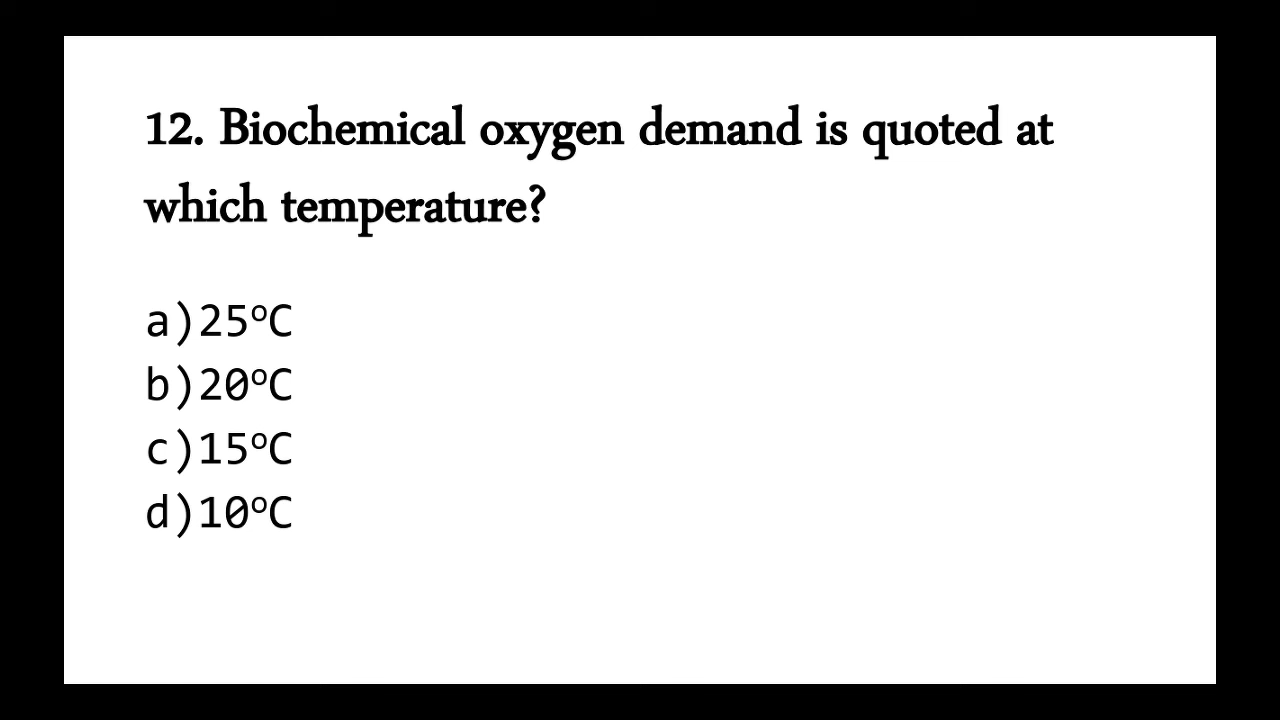 12. Biochemical oxygen demand is quoted at
which temperature?
a)25ºC
b)20ºC
c)15ºC
d)10ºC